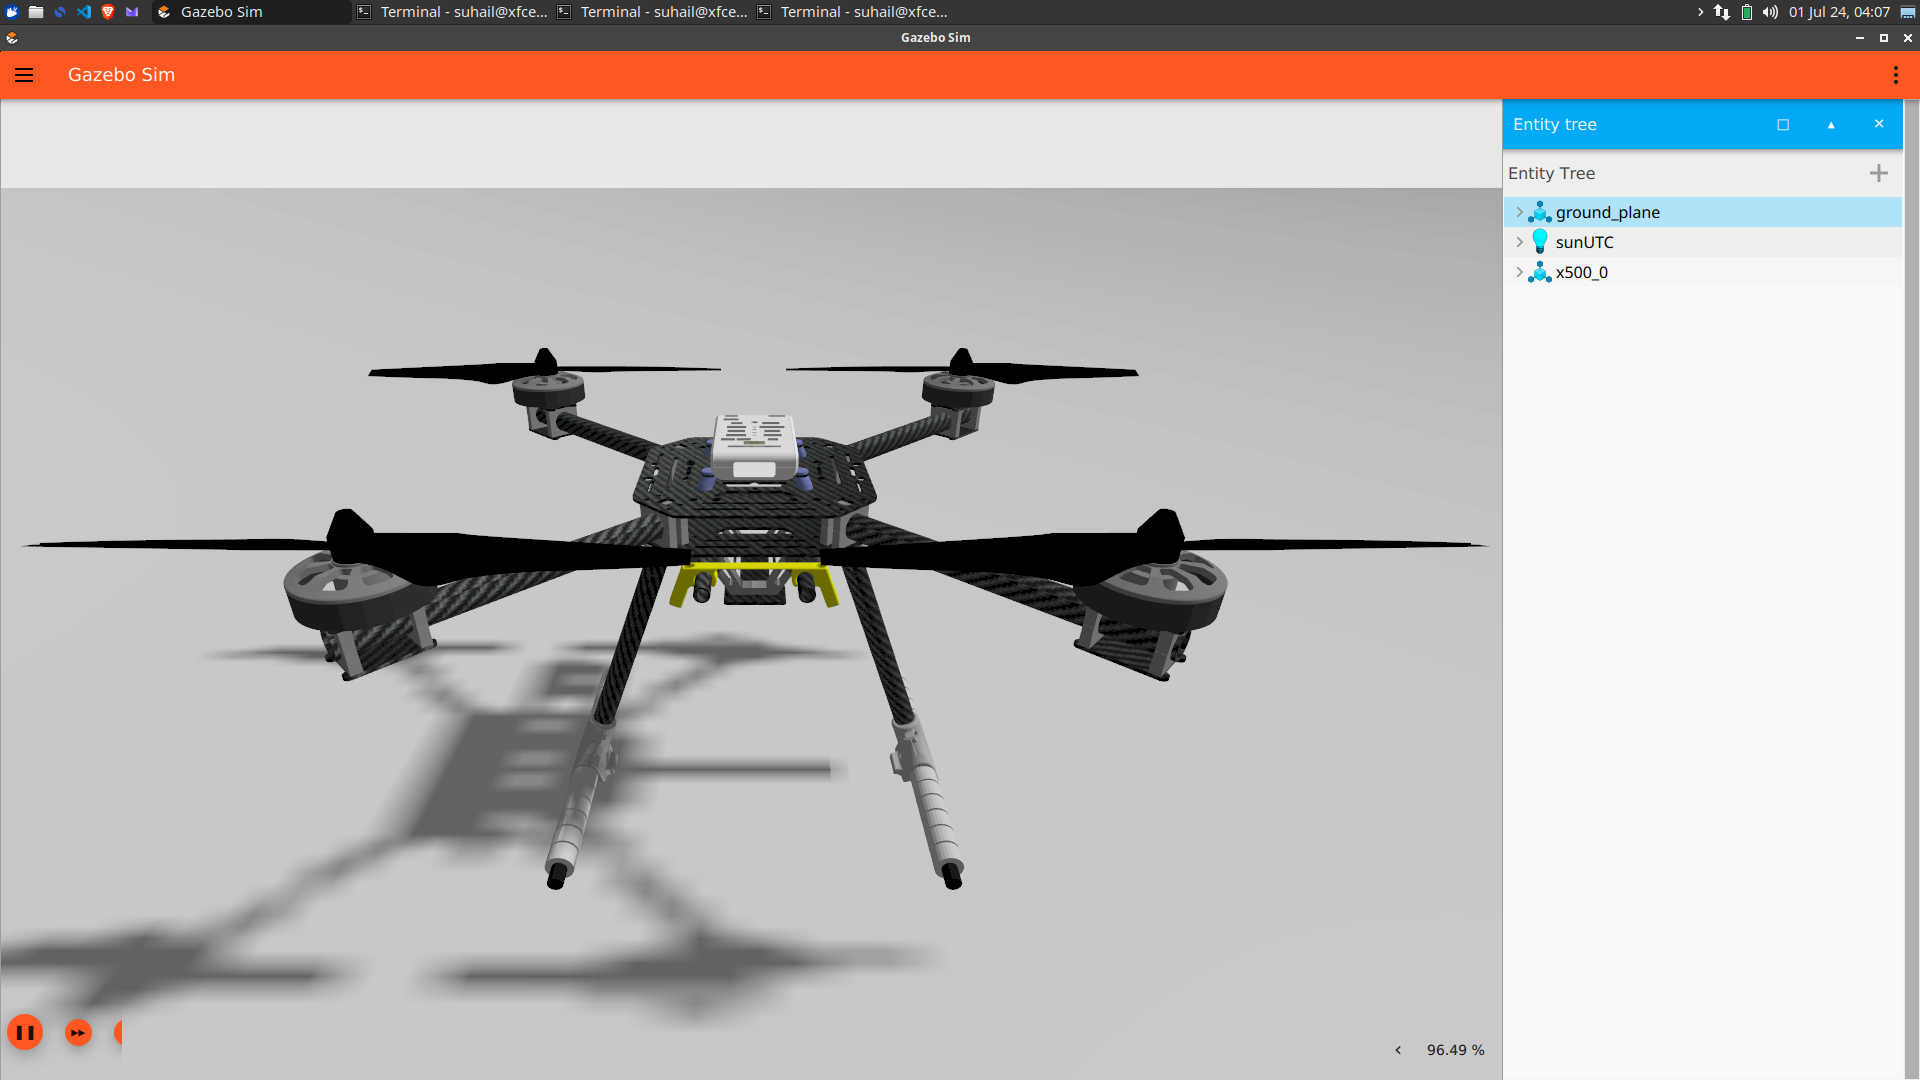 Gazebo Sim
Terminal - suhail@xfce...
Terminal - suhail@xfce...
Terminal - suhail@xfce...
01 Jul 24, 04:07
Gazebo Sim
Gazebo Sim
Entity tree
Entity Tree
ground_plane
sunUTC
x500_0
96.49 %